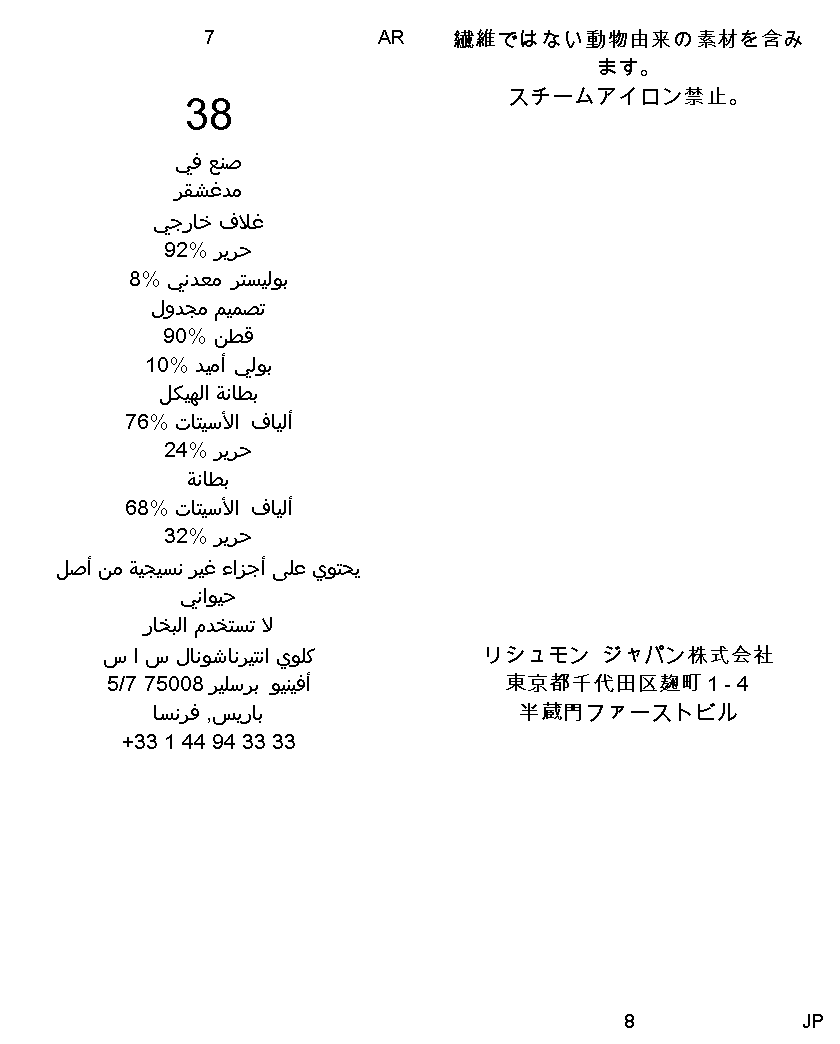 7 AR
38
صنع في
مدغشقر
غلاف خارجي
حرير 92%
بوليستر معدني 8%
تصميم مجدول
قطن 90%
بولي أميد 10%
بطانة الهيكل
ألياف الأسيتات 76%
حرير 24%
بطانة
ألياف الأسيتات 68%
حرير 32%
يحتوي على أجزاء غير نسيجية من أصل
حيواني
لا تستخدم البخار
كلوي انتيرناشونال س ا س
أفينيو برسلير 75008 5/7
باريس, فرنسا
+33 1 44 94 33 33
繊維ではない動物由来の素材を含み
ます。
スチームアイロン禁止。
リシュモン ジャパン株式会社
東京都千代田区麹町1-4
半蔵門ファーストビル
8 JP